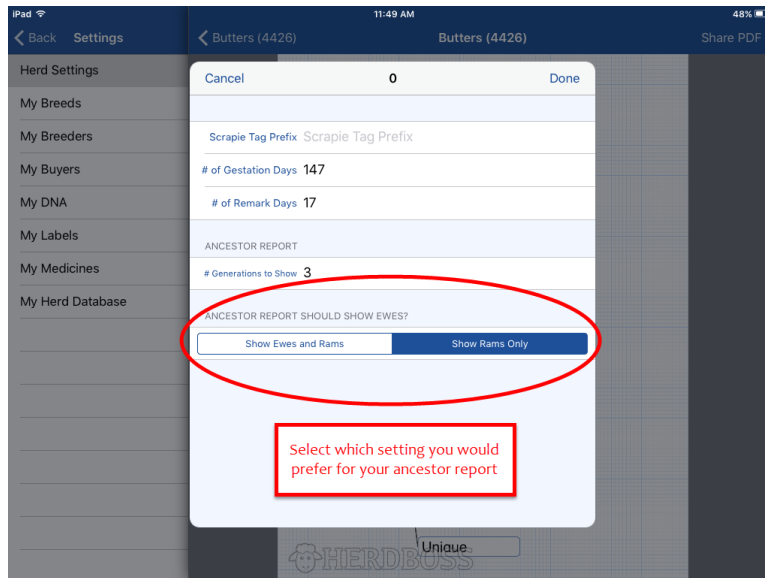 iPad 11:49 AM 48%
Back Settings Butters (4426) Butters (4426) Share PDF
Herd Settings
My Breeds
My Breeders
My Buyers
My DNA
My Labels
My Medicines
My Herd Database
Cancel 0 Done
Scrapie Tag Prefix Scrapie Tag Prefix
# of Gestation Days 147
# of Remark Days 17
ANCESTOR REPORT
# Generations to Show 3
ANCESTOR REPORT SHOULD SHOW EWES?
Show Ewes and Rams Show Rams Only
Select which setting you would
prefer for your ancestor report
Unique
HERDBOSS